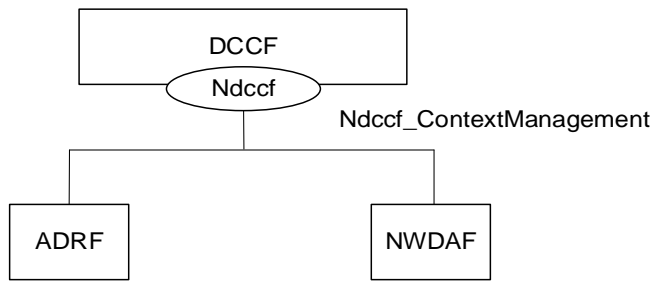 DCCF
Ndccf
Ndccf_ContextManagement
ADRF
NWDAF